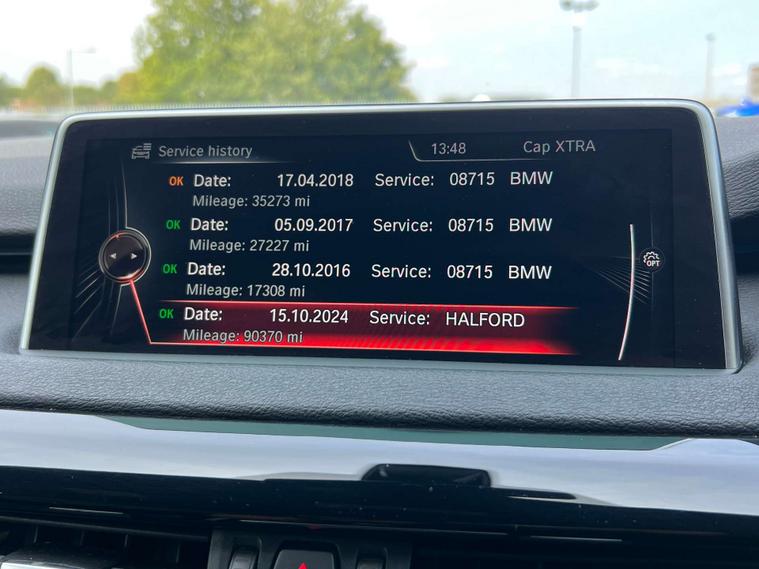 Service history 13:48 Cap XTRA
OK Date: 17.04.2018 Service: 08715 BMW
Mileage: 35273 mi
OK Date: 05.09.2017 Service: 08715 BMW
Mileage: 27227 mi
OPT
OK Date: 28.10.2016 Service: 08715 BMW
Mileage: 17308 mi
OK Date: 15.10.2024 Service: HALFORD
Mileage: 90370 mi